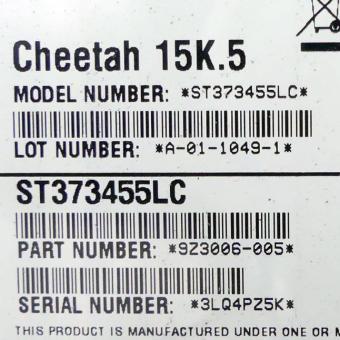 Cheetah 15K.5
MODEL NUMBER: *ST373455LC*
LOT NUMBER: *A-01-1049-1*
ST373455LC
PART NUMBER: *9Z3006-005*
SERIAL NUMBER: *3LQ4PZ5K*
THIS PRODUCT IS MANUFACTURED UNDER ONE OR